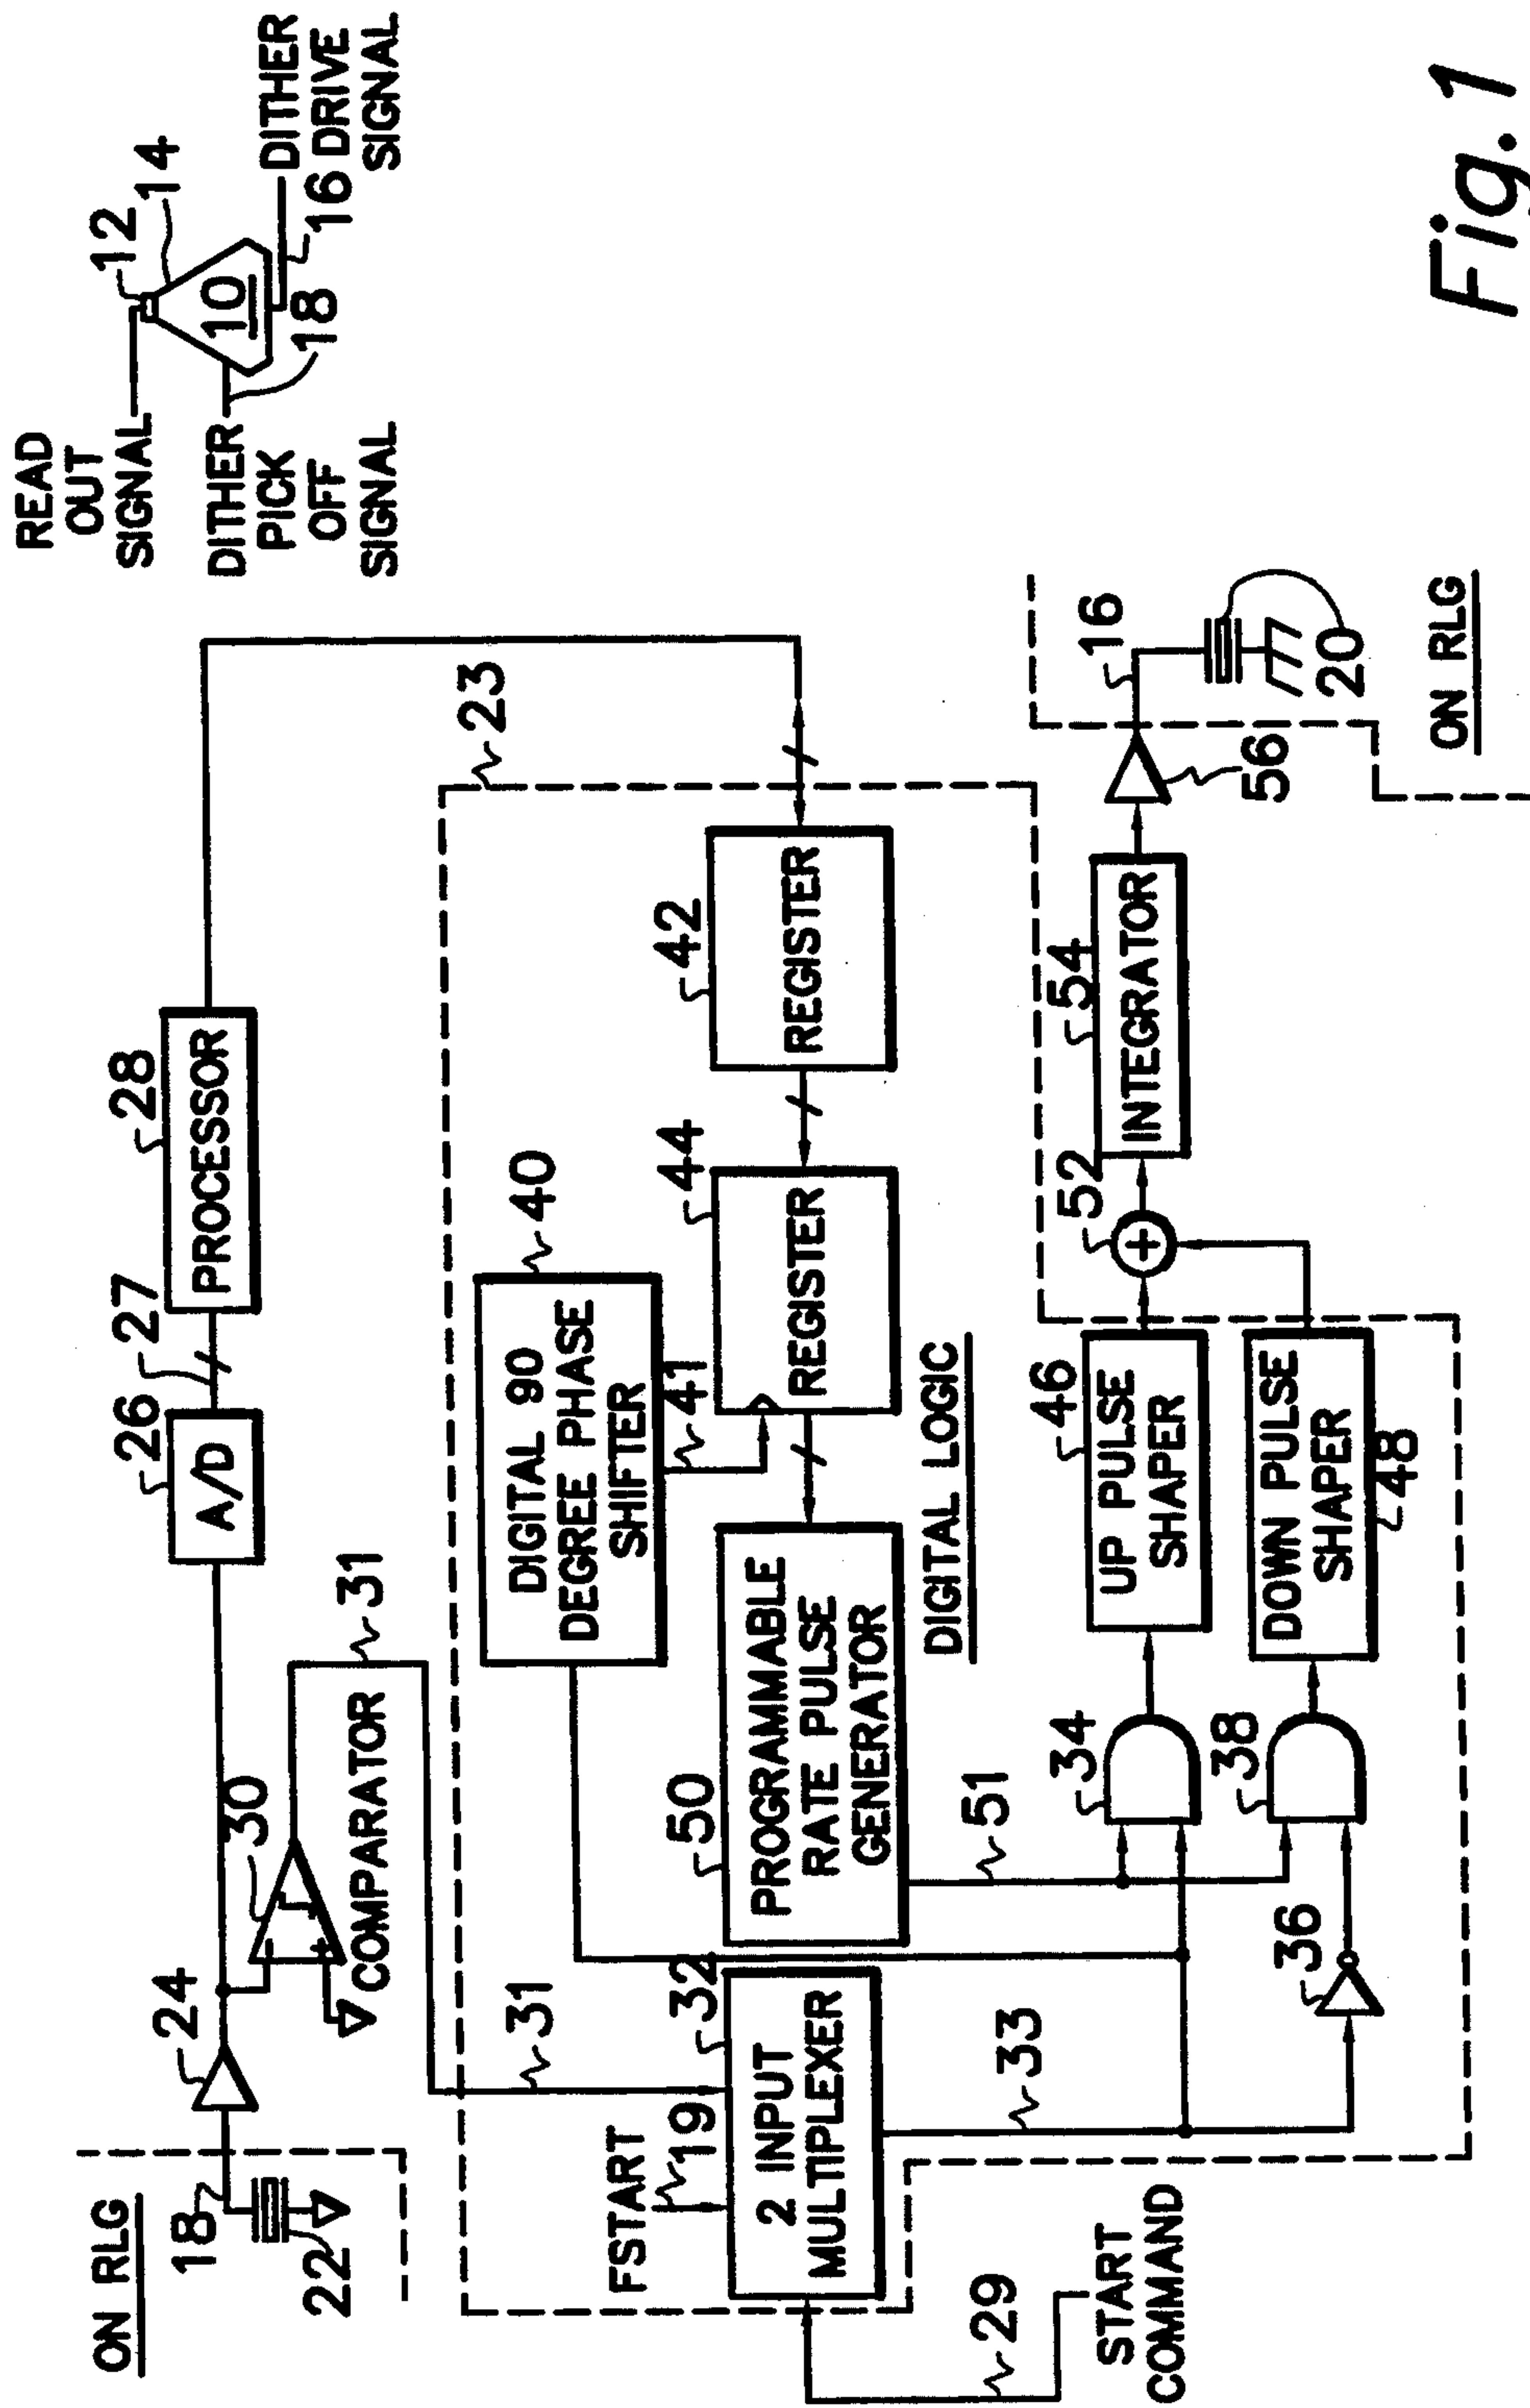 READ
OUT
SIGNAL
12
14
10
DITHER
PICK
OFF
SIGNAL
18
16
DITHER
DRIVE
SIGNAL
ON RLG
18
22
24
30
COMPARATOR
31
26
A/D
27
28
PROCESSOR
23
FSTART
19
31
32
2 INPUT
MULTIPLEXER
29
START
COMMAND
33
40
DIGITAL 90
DEGREE PHASE
SHIFTER
41
50
PROGRAMMABLE
RATE PULSE
GENERATOR
51
44
REGISTER
42
REGISTER
DIGITAL LOGIC
34
36
38
46
UP PULSE
SHAPER
DOWN PULSE
SHAPER
48
52
+
54
INTEGRATOR
56
16
20
ON RLG
Fig. 1